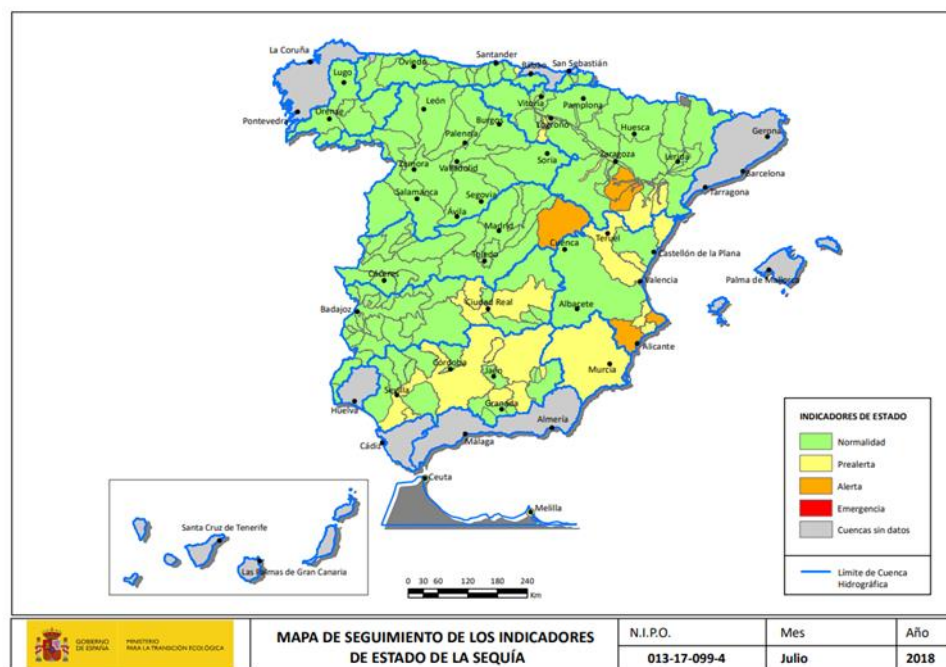 La Coruña
Lugo
Oviedo
Santander
Bilbao
San Sebastián
Pontevedra
Orense
León
Burgos
Vitoria
Pamplona
Logroño
Palencia
Huesca
Gerona
Zamora
Valladolid
Soria
Zaragoza
Lérida
Barcelona
Tarragona
Salamanca
Segovia
Ávila
Madrid
Teruel
Cuenca
Castellón de la Plana
Toledo
Cáceres
Palma de Mallorca
Valencia
Ciudad Real
Badajoz
Albacete
Alicante
Córdoba
Jaén
Murcia
Sevilla
Granada
Huelva
Almería
Málaga
Cádiz
Ceuta
Melilla
Santa Cruz de Tenerife
Las Palmas de Gran Canaria
INDICADORES DE ESTADO
Normalidad
Prealerta
Alerta
Emergencia
Cuencas sin datos
Límite de Cuenca
Hidrográfica
0 30 60 120 180 240
Km
GOBIERNO
DE ESPAÑA
MINISTERIO
PARA LA TRANSICIÓN ECOLÓGICA
MAPA DE SEGUIMIENTO DE LOS INDICADORES
DE ESTADO DE LA SEQUÍA
N.I.P.O.
013-17-099-4
Mes
Julio
Año
2018